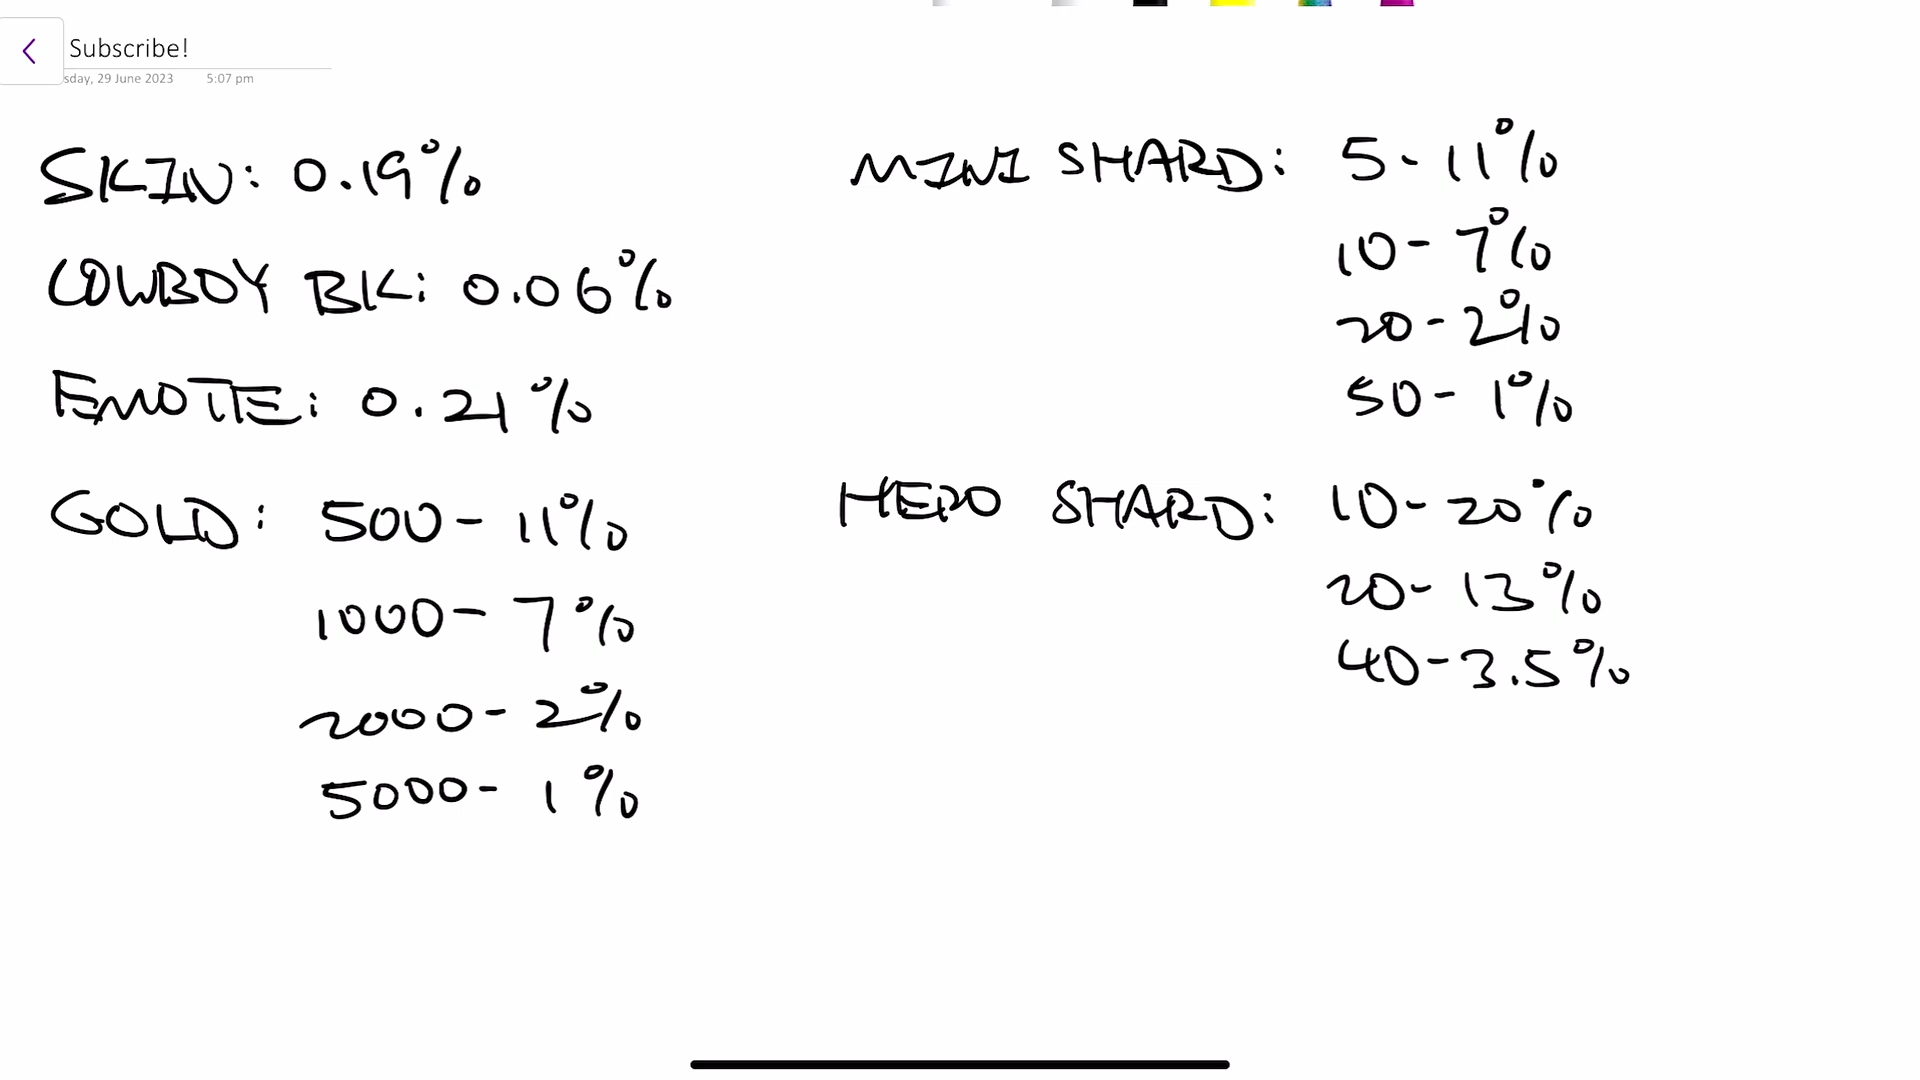 Subscribe!
sday, 29 June 2023 5:07 pm
SKIN: 0.19%
COWBOY BK: 0.06%
EMOTE: 0.21%
GOLD: 500 - 11%
1000 - 7%
2000 - 2%
5000 - 1%
MINI SHARD: 5 - 11%
10 - 7%
20 - 2%
50 - 1%
HERO SHARD: 10 - 20%
20 - 13%
40 - 3.5%